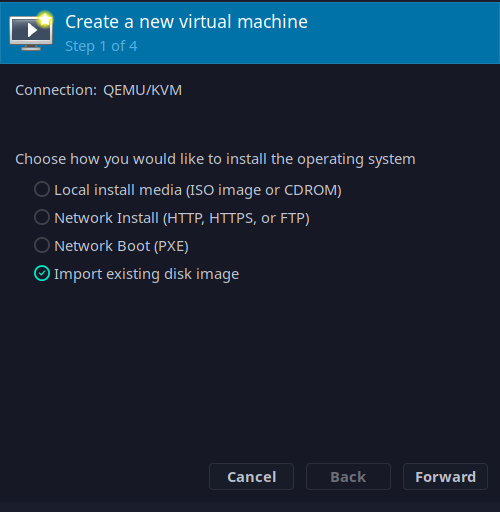 Create a new virtual machine
Step 1 of 4
Connection: QEMU/KVM
Choose how you would like to install the operating system
Local install media (ISO image or CDROM)
Network Install (HTTP, HTTPS, or FTP)
Network Boot (PXE)
Import existing disk image
Cancel Back Forward